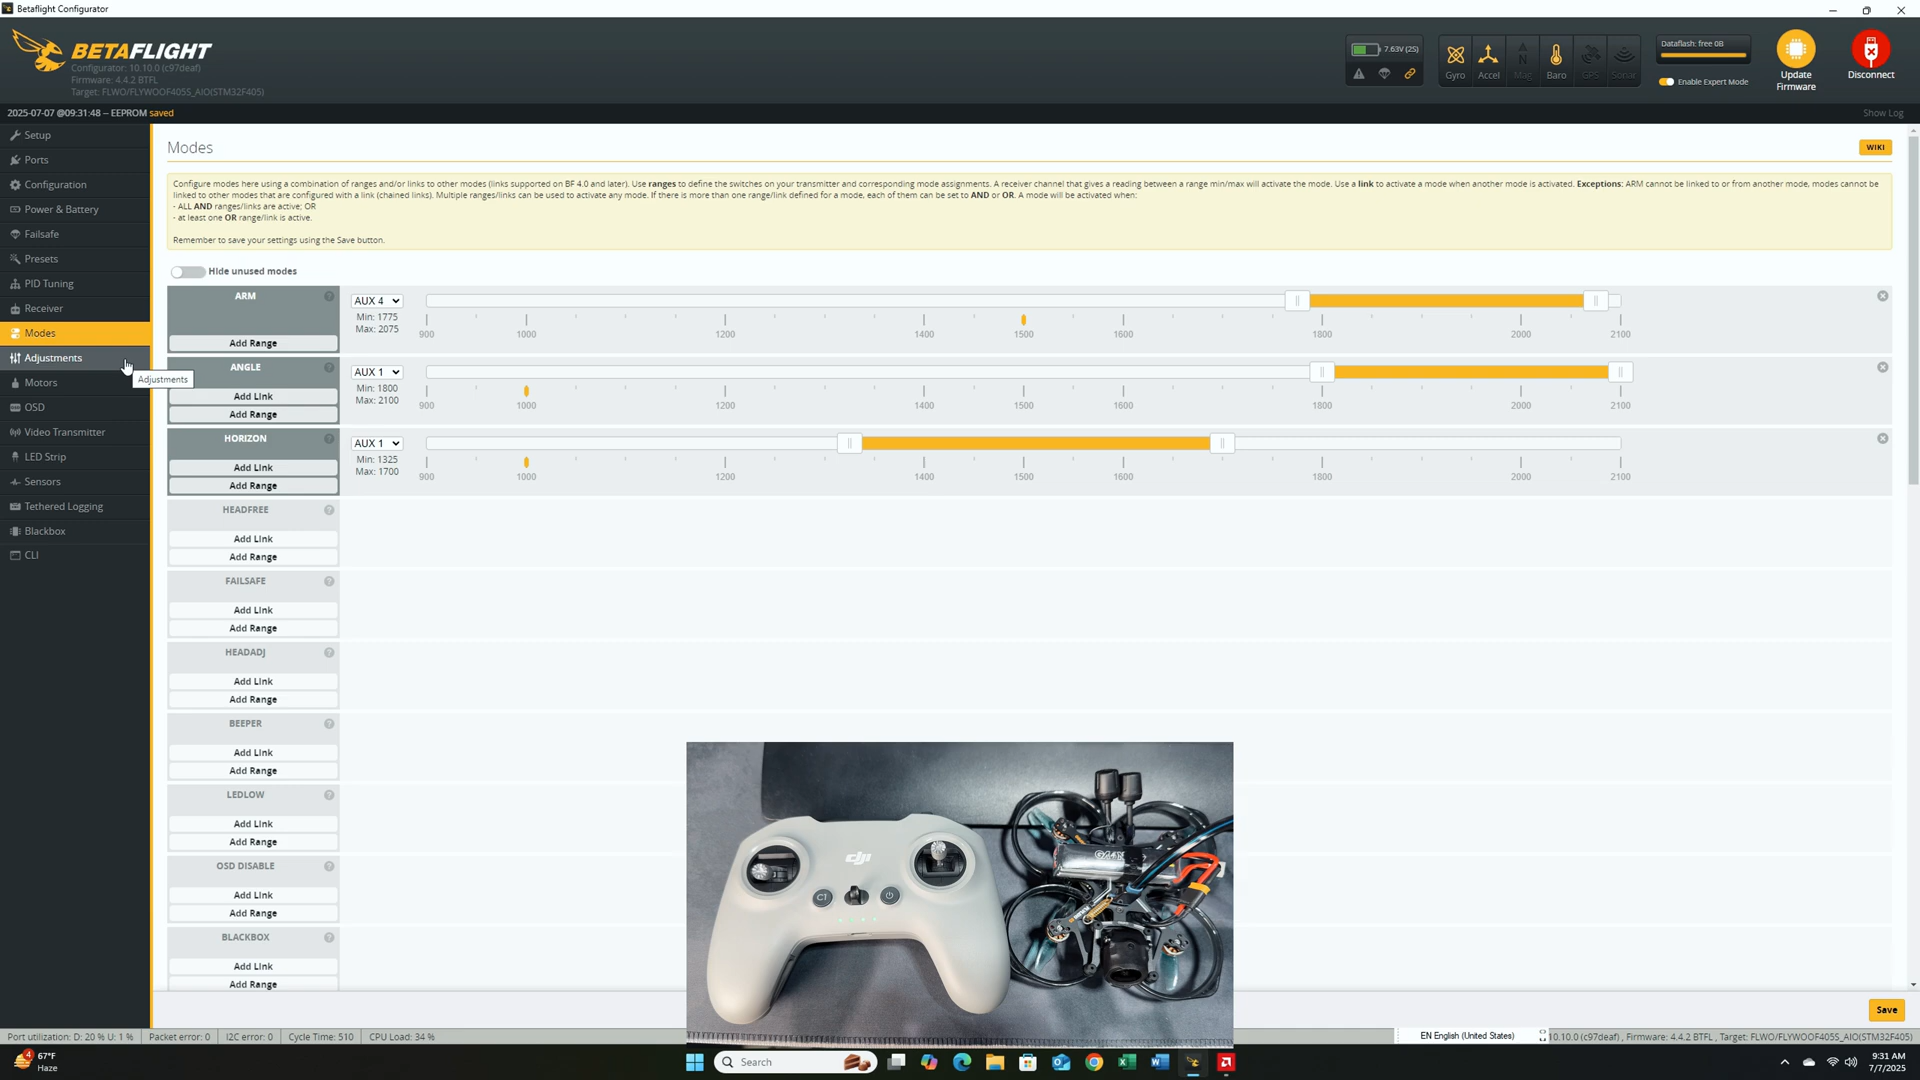 Betaflight Configurator
BETAFLIGHT
Configurator: 10.10.0 (c97deaf)
Firmware: 4.4.2 BTFL
Target: FLWO/FLYWOOF405S_AIO(STM32F405)
7.63V (2S)
Gyro
Accel
Mag
Baro
GPS
Sonar
Dataflash: free 0B
Enable Expert Mode
Update
Firmware
Disconnect
2025-07-07 @09:31:48 -- EEPROM saved
Show Log
Setup
Ports
Configuration
Power & Battery
Failsafe
Presets
PID Tuning
Receiver
Modes
Adjustments
Adjustments
Motors
OSD
Video Transmitter
LED Strip
Sensors
Tethered Logging
Blackbox
CLI
Modes
WIKI
Configure modes here using a combination of ranges and/or links to other modes (links supported on BF 4.0 and later). Use ranges to define the switches on your transmitter and corresponding mode assignments. A receiver channel that gives a reading between a range min/max will activate the mode. Use a link to activate a mode when another mode is activated. Exceptions: ARM cannot be linked to or from another mode, modes cannot be
linked to other modes that are configured with a link (chained links). Multiple ranges/links can be used to activate any mode. If there is more than one range/link defined for a mode, each of them can be set to AND or OR. A mode will be activated when:
- ALL AND ranges/links are active; OR
- at least one OR range/link is active.
Remember to save your settings using the Save button.
Hide unused modes
ARM
Add Range
AUX 4
Min: 1775
Max: 2075
900 1000 1200 1400 1500 1600 1800 2000 2100
ANGLE
Add Link
Add Range
AUX 1
Min: 1800
Max: 2100
900 1000 1200 1400 1500 1600 1800 2000 2100
HORIZON
Add Link
Add Range
AUX 1
Min: 1325
Max: 1700
900 1000 1200 1400 1500 1600 1800 2000 2100
HEADFREE
Add Link
Add Range
FAILSAFE
Add Link
Add Range
HEADADJ
Add Link
Add Range
BEEPER
Add Link
Add Range
LEDLOW
Add Link
Add Range
OSD DISABLE
Add Link
Add Range
BLACKBOX
Add Link
Add Range
dji
C1
Save
Port utilization: D: 20 % U: 1 %
Packet error: 0
I2C error: 0
Cycle Time: 510
CPU Load: 34 %
EN English (United States)
10.10.0 (c97deaf) , Firmware: 4.4.2 BTFL , Target: FLWO/FLYWOOF405S_AIO(STM32F405)
4
67°F
Haze
Search
9:31 AM
7/7/2025